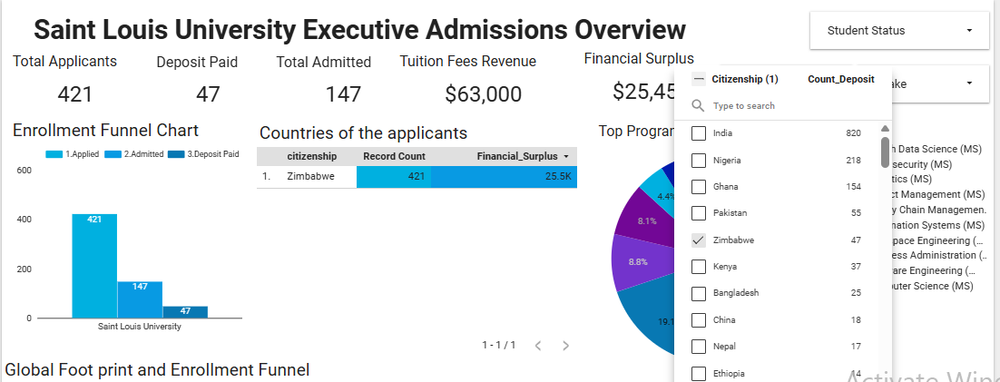 Saint Louis University Executive Admissions Overview
Student Status
Total Applicants
Deposit Paid
Total Admitted
Tuition Fees Revenue
Financial Surplus
421
47
147
$63,000
$25,45
Citizenship (1) Count_Deposit
Type to search
India 820
Nigeria 218
Ghana 154
Pakistan 55
Zimbabwe 47
Kenya 37
Bangladesh 25
China 18
Nepal 17
Ethiopia 14
Enrollment Funnel Chart
1.Applied 2.Admitted 3.Deposit Paid
600
400
200
0
421
147
47
Saint Louis University
Countries of the applicants
citizenship Record Count Financial_Surplus
1. Zimbabwe 421 25.5K
1 - 1 / 1
Top Program
4.4%
8.1%
8.8%
19.1
Data Science (MS)
security (MS)
tics (MS)
ct Management (MS)
y Chain Managemen.
mation Systems (MS)
space Engineering (...
ess Administration (..
are Engineering (...
outer Science (MS)
Global Foot print and Enrollment Funnel